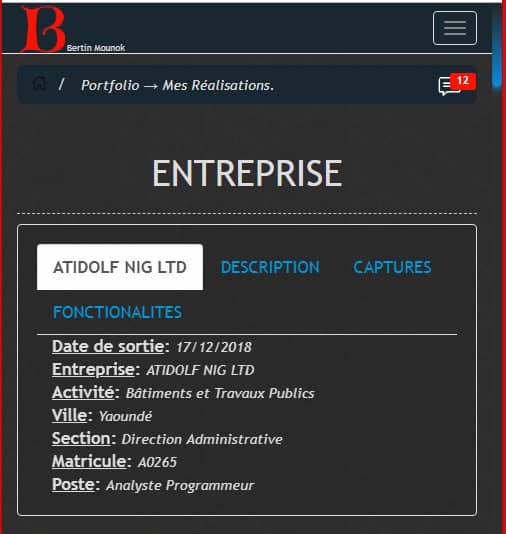 B Bertin Mounok
/ Portfolio → Mes Réalisations.
12
ENTREPRISE
ATIDOLF NIG LTD DESCRIPTION CAPTURES
FONCTIONALITES
Date de sortie: 17/12/2018
Entreprise: ATIDOLF NIG LTD
Activité: Bâtiments et Travaux Publics
Ville: Yaoundé
Section: Direction Administrative
Matricule: A0265
Poste: Analyste Programmeur